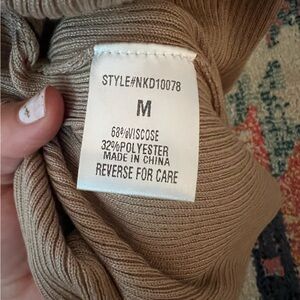 STYLE#NKD10078
M
68%VISCOSE
32%POLYESTER
MADE IN CHINA
REVERSE FOR CARE